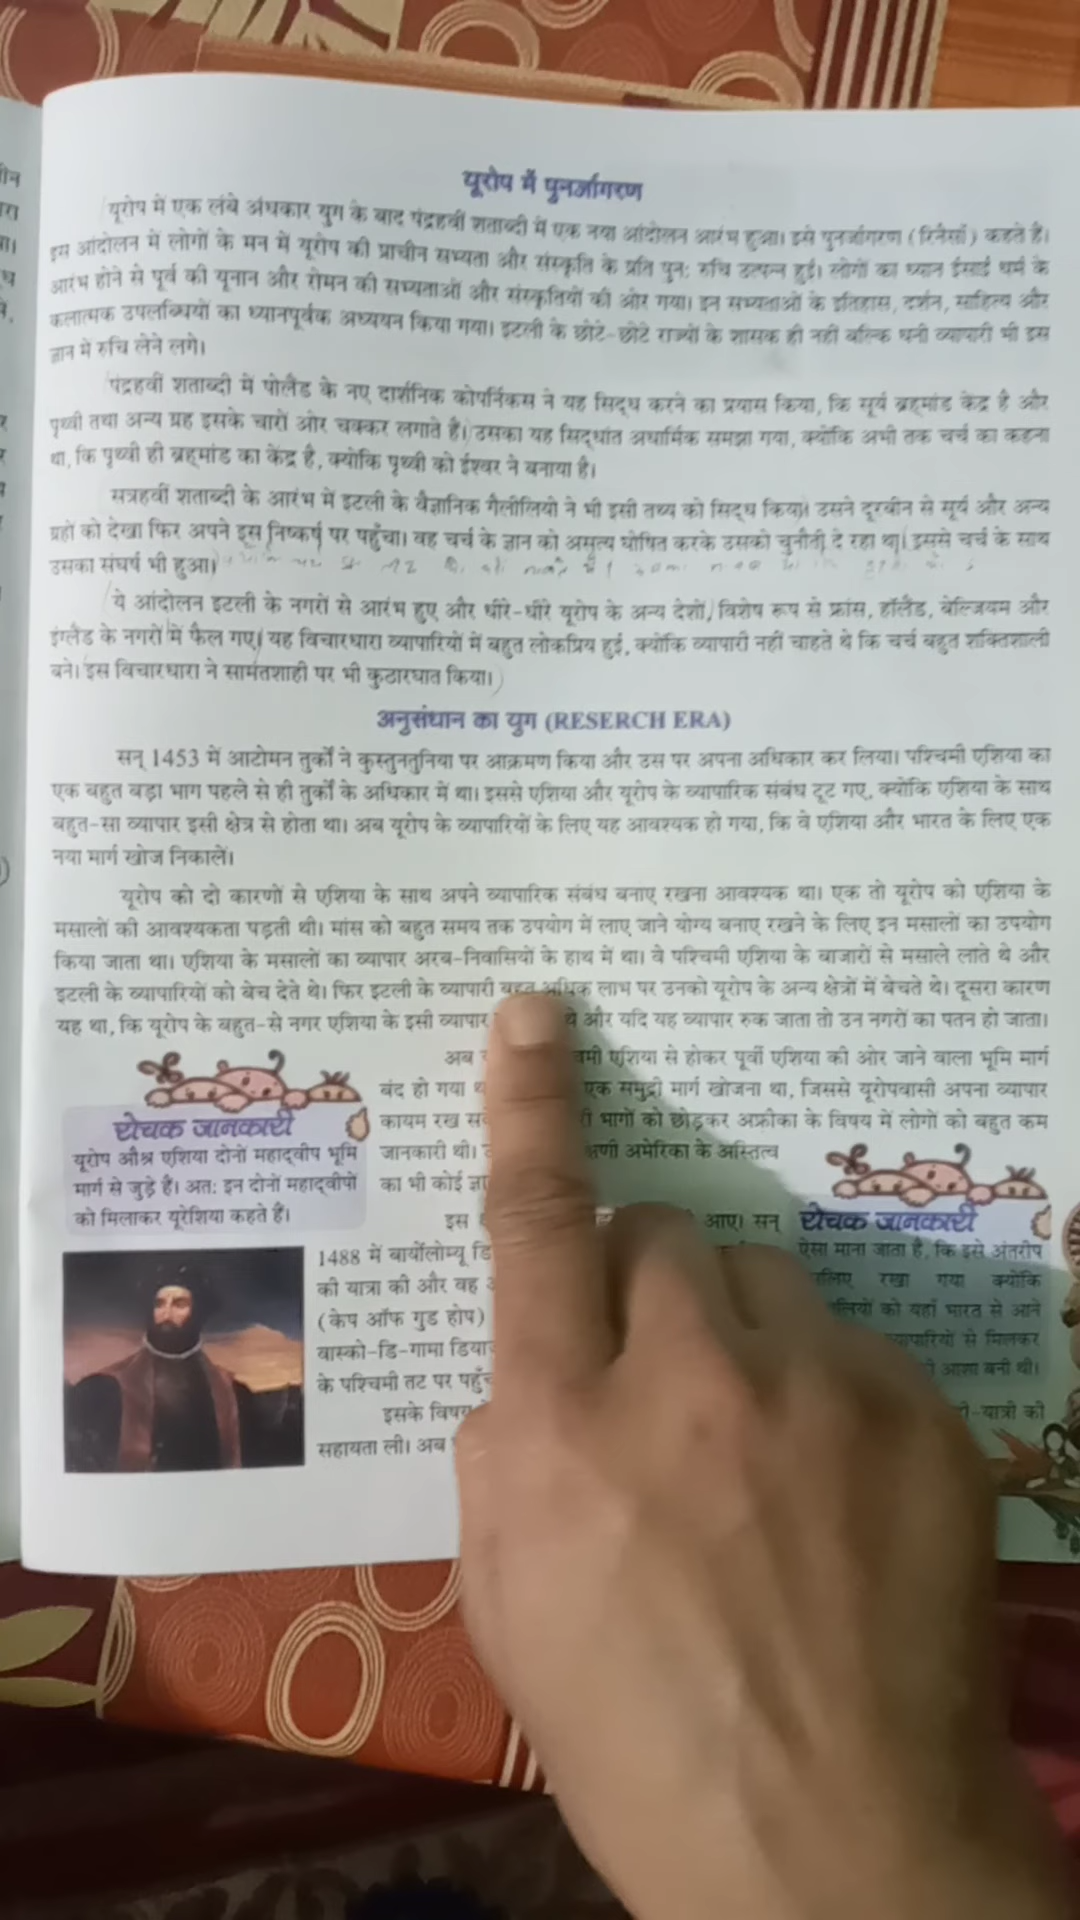 यूरोप में पुनर्जागरण
यूरोप में एक लंबे अंधकार युग के बाद पंद्रहवीं शताब्दी में एक नया आंदोलन आरंभ हुआ। इसे पुनर्जागरण (रिनैसाँ) कहते हैं।
इस आंदोलन में लोगों के मन में यूरोप की प्राचीन सभ्यता और संस्कृति के प्रति पुन: रुचि उत्पन्न हुई। लोगों का ध्यान ईसाई धर्म के
आरंभ होने से पूर्व की यूनान और रोमन की सभ्यताओं और संस्कृतियों की ओर गया। इन सभ्यताओं के इतिहास, दर्शन, साहित्य और
कलात्मक उपलब्धियों का ध्यानपूर्वक अध्ययन किया गया। इटली के छोटे-छोटे राज्यों के शासक ही नहीं बल्कि धनी व्यापारी भी इस
ज्ञान में रुचि लेने लगे।
पंद्रहवीं शताब्दी में पोलैंड के नए दार्शनिक कोपर्निकस ने यह सिद्ध करने का प्रयास किया, कि सूर्य ब्रह्मांड केंद्र है और
पृथ्वी तथा अन्य ग्रह इसके चारों ओर चक्कर लगाते हैं। उसका यह सिद्धांत अधार्मिक समझा गया, क्योंकि अभी तक चर्च का कहना
था, कि पृथ्वी ही ब्रह्मांड का केंद्र है, क्योंकि पृथ्वी को ईश्वर ने बनाया है।
सत्रहवीं शताब्दी के आरंभ में इटली के वैज्ञानिक गैलीलियो ने भी इसी तथ्य को सिद्ध किया। उसने दूरबीन से सूर्य और अन्य
ग्रहों को देखा फिर अपने इस निष्कर्ष पर पहुँचा। वह चर्च के ज्ञान को असत्य घोषित करके उसको चुनौती दे रहा था। इससे चर्च के साथ
उसका संघर्ष भी हुआ।
ये आंदोलन इटली के नगरों से आरंभ हुए और धीरे-धीरे यूरोप के अन्य देशों, विशेष रूप से फ्रांस, हॉलैंड, बेल्जियम और
इंग्लैंड के नगरों में फैल गए। यह विचारधारा व्यापारियों में बहुत लोकप्रिय हुई, क्योंकि व्यापारी नहीं चाहते थे कि चर्च बहुत शक्तिशाली
बने। इस विचारधारा ने सामंतशाही पर भी कुठारघात किया।
अनुसंधान का युग (RESERCH ERA)
सन् 1453 में आटोमन तुर्कों ने कुस्तुनतुनिया पर आक्रमण किया और उस पर अपना अधिकार कर लिया। पश्चिमी एशिया का
एक बहुत बड़ा भाग पहले से ही तुर्कों के अधिकार में था। इससे एशिया और यूरोप के व्यापारिक संबंध टूट गए, क्योंकि एशिया के साथ
बहुत-सा व्यापार इसी क्षेत्र से होता था। अब यूरोप के व्यापारियों के लिए यह आवश्यक हो गया, कि वे एशिया और भारत के लिए एक
नया मार्ग खोज निकालें।
यूरोप को दो कारणों से एशिया के साथ अपने व्यापारिक संबंध बनाए रखना आवश्यक था। एक तो यूरोप को एशिया के
मसालों की आवश्यकता पड़ती थी। मांस को बहुत समय तक उपयोग में लाए जाने योग्य बनाए रखने के लिए इन मसालों का उपयोग
किया जाता था। एशिया के मसालों का व्यापार अरब-निवासियों के हाथ में था। वे पश्चिमी एशिया के बाजारों से मसाले लाते थे और
इटली के व्यापारियों को बेच देते थे। फिर इटली के व्यापारी बहुत अधिक लाभ पर उनको यूरोप के अन्य क्षेत्रों में बेचते थे। दूसरा कारण
यह था, कि यूरोप के बहुत-से नगर एशिया के इसी व्यापार थे और यदि यह व्यापार रुक जाता तो उन नगरों का पतन हो जाता।
अब एशिया से होकर पूर्वी एशिया की ओर जाने वाला भूमि मार्ग
बंद हो गया एक समुद्री मार्ग खोजना था, जिससे यूरोपवासी अपना व्यापार
कायम रख भागों को छोड़कर अफ्रीका के विषय में लोगों को बहुत कम
जानकारी थी। अमेरिका के अस्तित्व
का भी कोई
इस आए। सन्
1488 में बार्थोलोम्यू
की यात्रा की और वह
(केप ऑफ गुड होप)
वास्को-डि-गामा
के पश्चिमी तट पर
इसके विषय
सहायता ली। अब
रोचक जानकारी
यूरोप औश्र एशिया दोनों महाद्वीप भूमि
मार्ग से जुड़े हैं। अत: इन दोनों महाद्वीपों
को मिलाकर यूरेशिया कहते हैं।
रोचक जानकारी
ऐसा माना जाता है, कि इसे अंतरीप
रखा गया क्योंकि
को यहाँ भारत से आने
से मिलकर
आशा बनी थी।
की